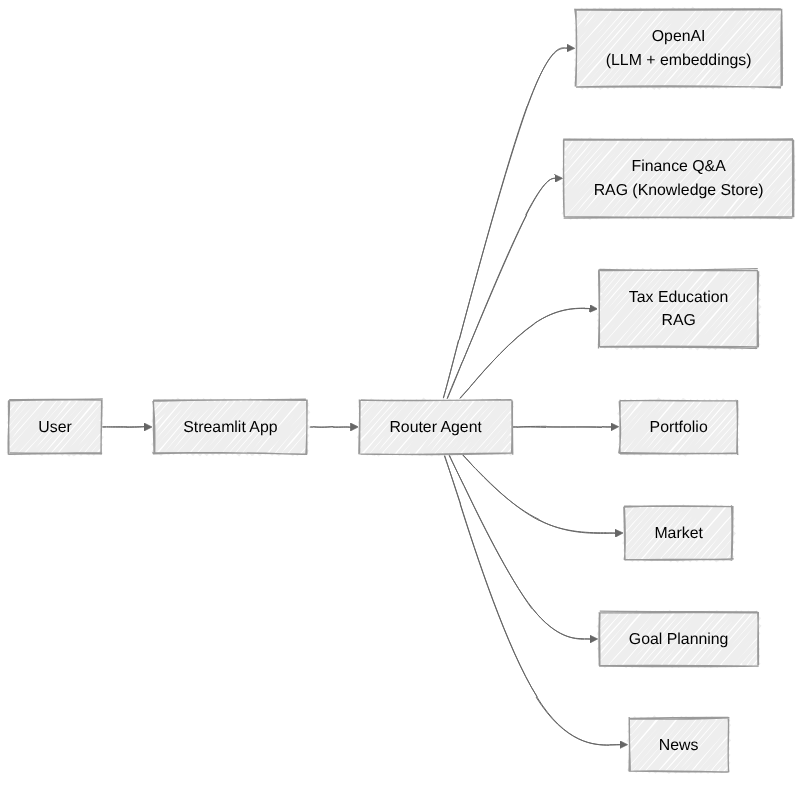 OpenAI
(LLM + embeddings)
Finance Q&A
RAG (Knowledge Store)
Tax Education
RAG
User
Streamlit App
Router Agent
Portfolio
Market
Goal Planning
News